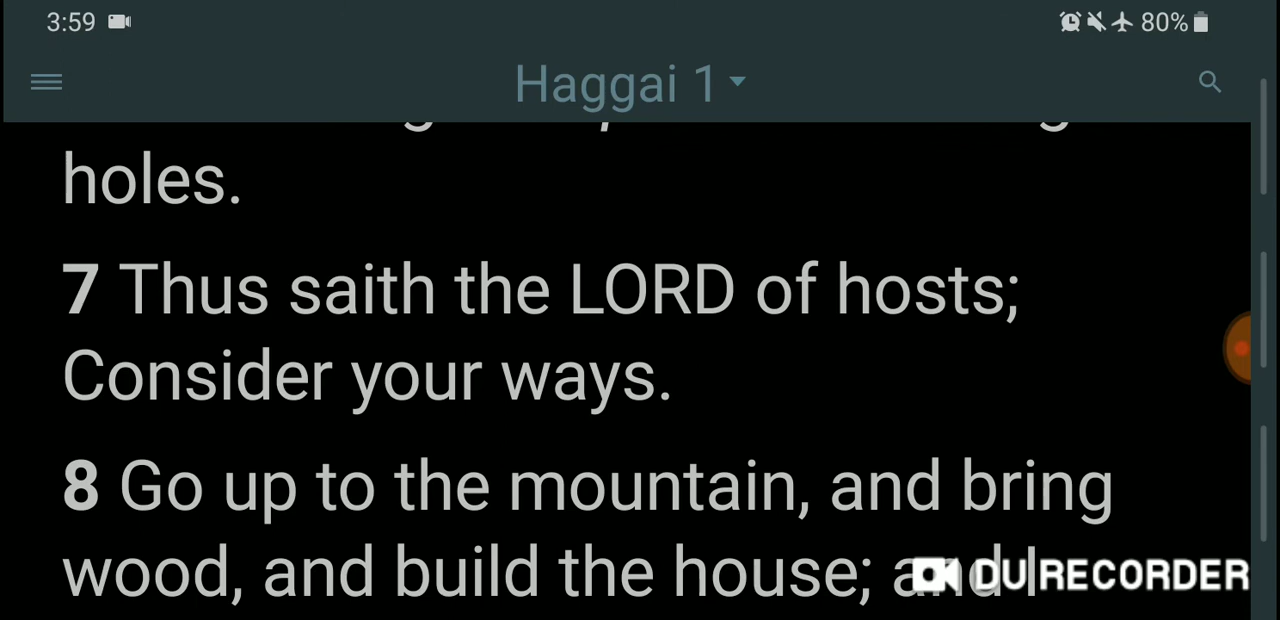 3:59 80%
Haggai 1
holes.
7 Thus saith the LORD of hosts;
Consider your ways.
8 Go up to the mountain, and bring
wood, and build the house; and I
DU RECORDER